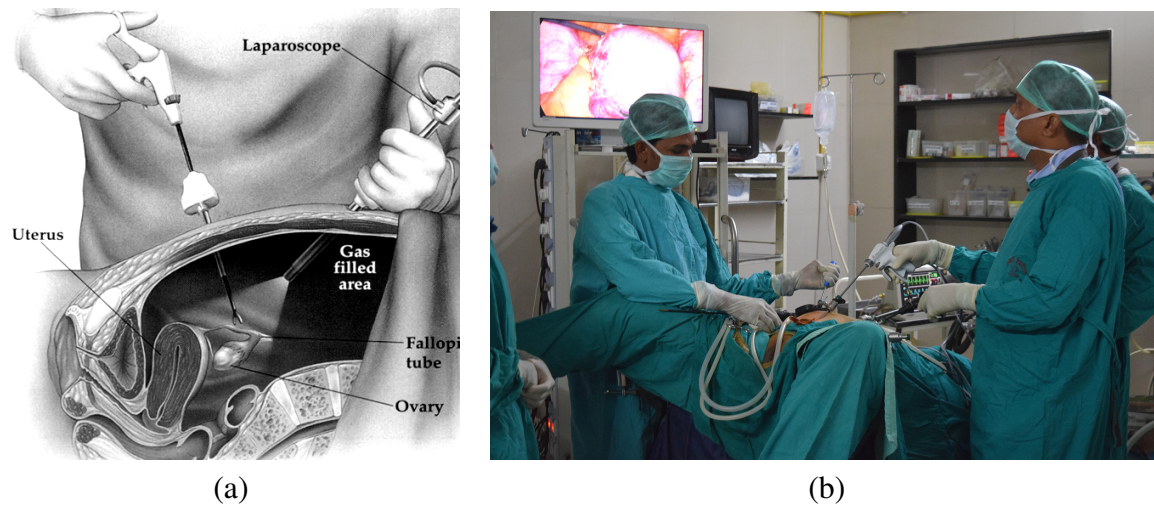 Laparoscope
Uterus
Gas
filled
area
Fallopi
tube
Ovary
(a)
(b)